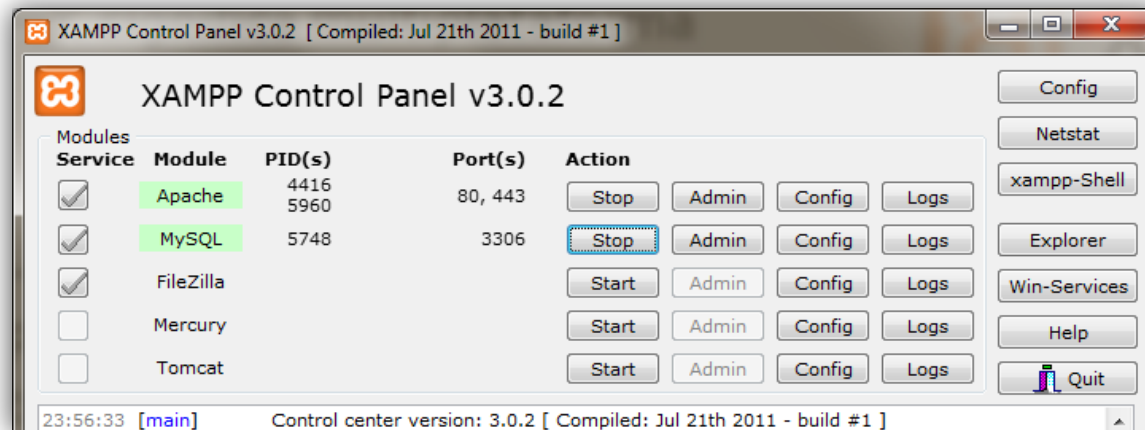 XAMPP Control Panel v3.0.2 [ Compiled: Jul 21th 2011 - build #1 ]
XAMPP Control Panel v3.0.2
Config
Modules
Netstat
Service Module PID(s) Port(s) Action
xampp-Shell
Apache 4416 80, 443 Stop Admin Config Logs
5960
MySQL 5748 3306 Stop Admin Config Logs
Explorer
FileZilla Start Admin Config Logs
Win-Services
Mercury Start Admin Config Logs
Help
Tomcat Start Admin Config Logs
Quit
23:56:33 [main] Control center version: 3.0.2 [ Compiled: Jul 21th 2011 - build #1 ]